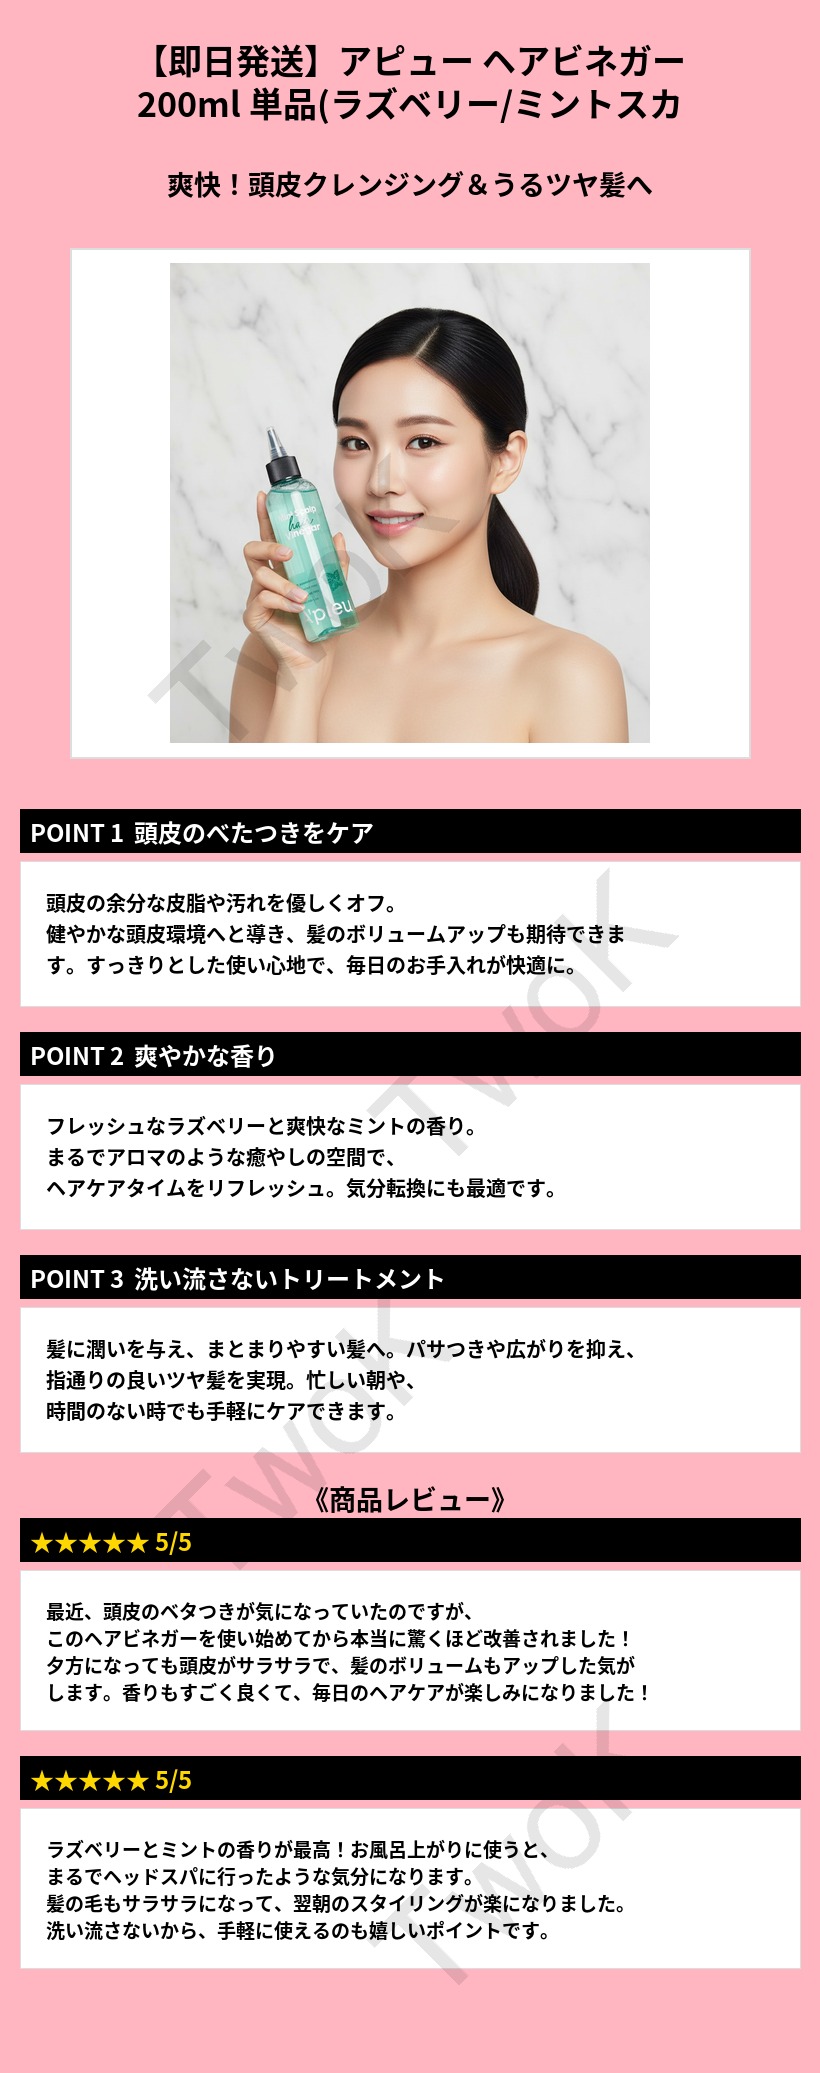 【即日発送】アピュー ヘアビネガー
200ml 単品(ラズベリー/ミントスカ
爽快！頭皮クレンジング＆うるツヤ髪へ
hair
vinegar
TwoK
POINT 1 頭皮のべたつきをケア
頭皮の余分な皮脂や汚れを優しくオフ。
健やかな頭皮環境へと導き、髪のボリュームアップも期待できま
す。すっきりとした使い心地で、毎日のお手入れが快適に。
TwoK
POINT 2 爽やかな香り
フレッシュなラズベリーと爽快なミントの香り。
まるでアロマのような癒やしの空間で、
ヘアケアタイムをリフレッシュ。気分転換にも最適です。
POINT 3 洗い流さないトリートメント
髪に潤いを与え、まとまりやすい髪へ。パサつきや広がりを抑え、
指通りの良いツヤ髪を実現。忙しい朝や、
時間のない時でも手軽にケアできます。
TwoK
《商品レビュー》
★★★★★ 5/5
最近、頭皮のベタつきが気になっていたのですが、
このヘアビネガーを使い始めてから本当に驚くほど改善されました！
夕方になっても頭皮がサラサラで、髪のボリュームもアップした気が
します。香りもすごく良くて、毎日のヘアケアが楽しみになりました！
★★★★★ 5/5
ラズベリーとミントの香りが最高！お風呂上がりに使うと、
まるでヘッドスパに行ったような気分になります。
髪の毛もサラサラになって、翌朝のスタイリングが楽になりました。
洗い流さないから、手軽に使えるのも嬉しいポイントです。
TwoK